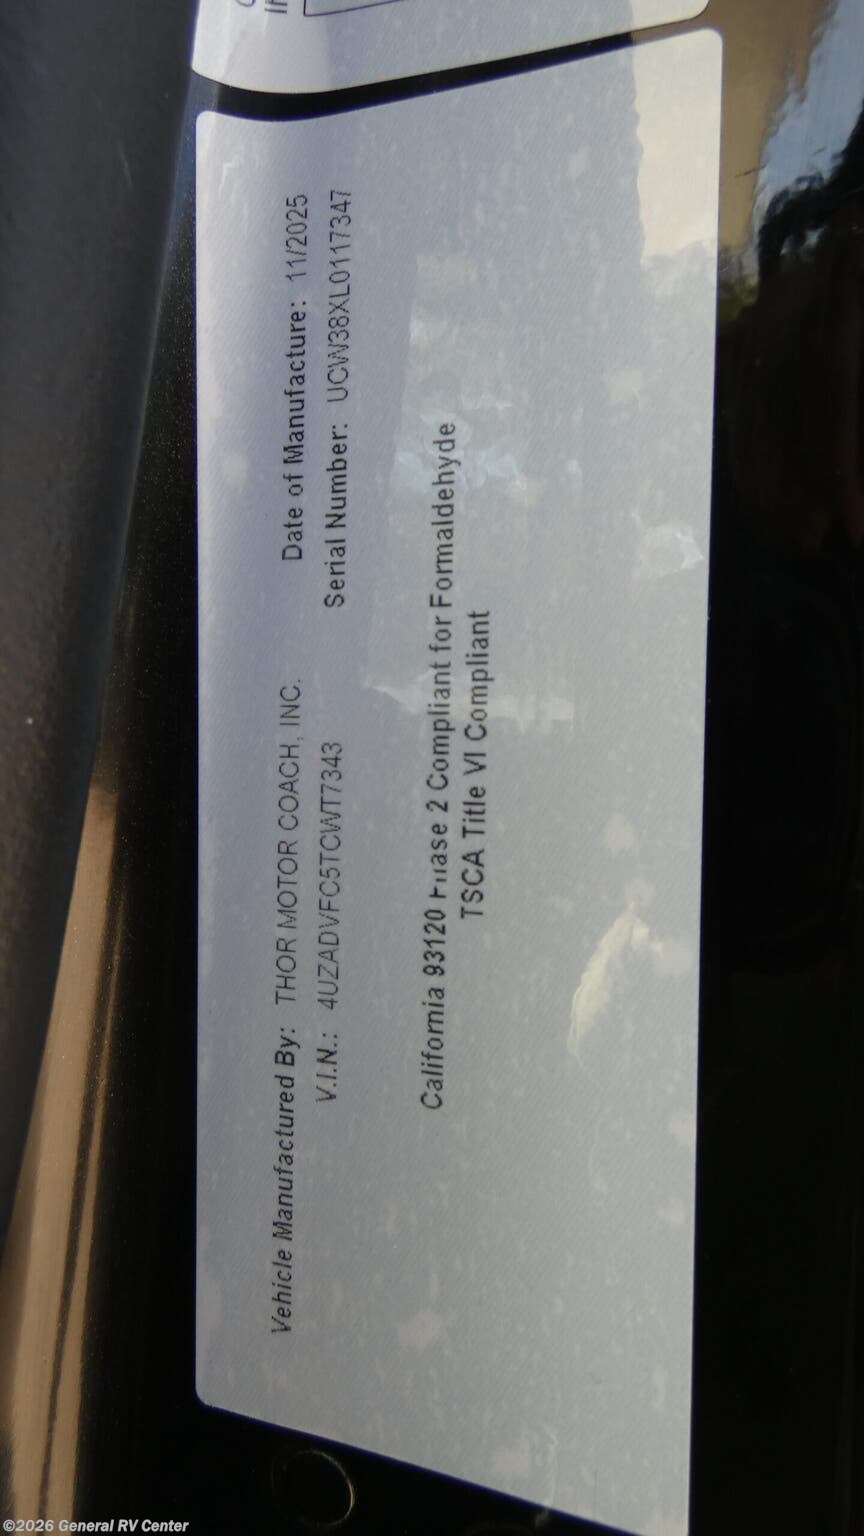 Vehicle Manufactured By: THOR MOTOR COACH, INC. Date of Manufacture: 11/2025
V.I.N.: 4UZADVFC5TCWT7343 Serial Number: UCW38XL0117347
California 93120 Phase 2 Compliant for Formaldehyde
TSCA Title VI Compliant
©2026 General RV Center